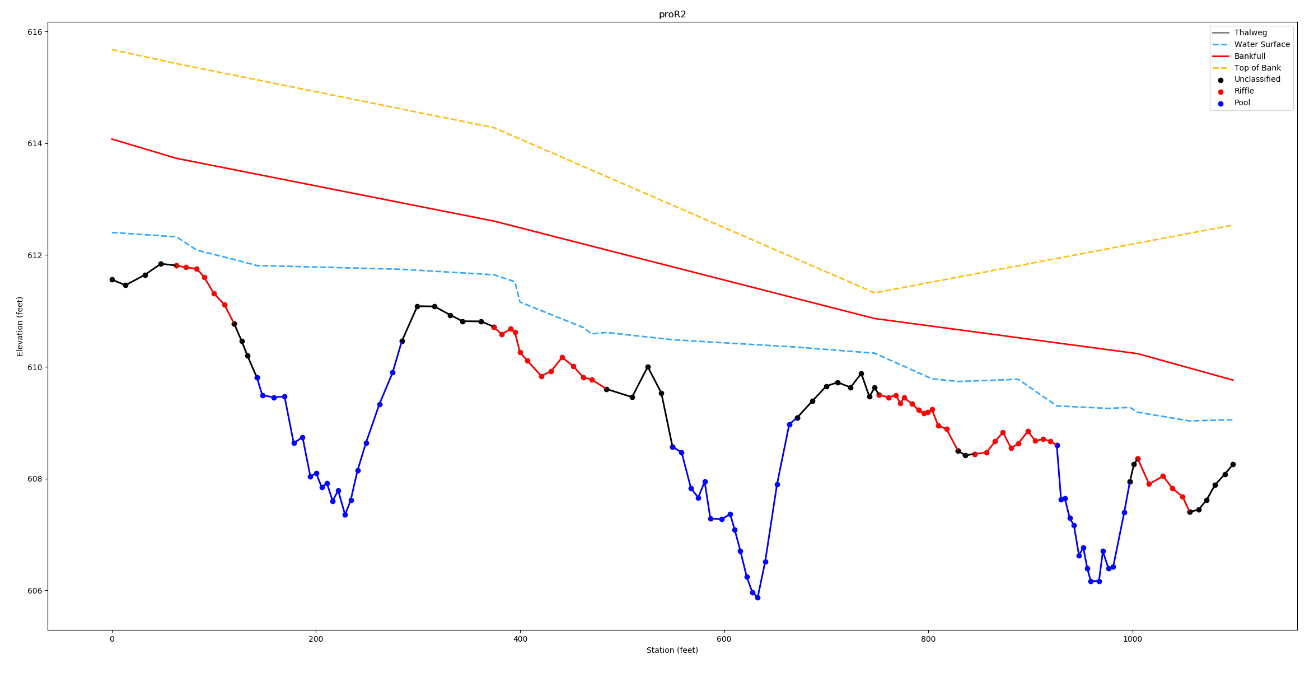 proR2
616
614
612
610
608
606
Elevation (feet)
0
200
400
600
800
1000
Station (feet)
Thalweg
Water Surface
Bankfull
Top of Bank
Unclassified
Riffle
Pool